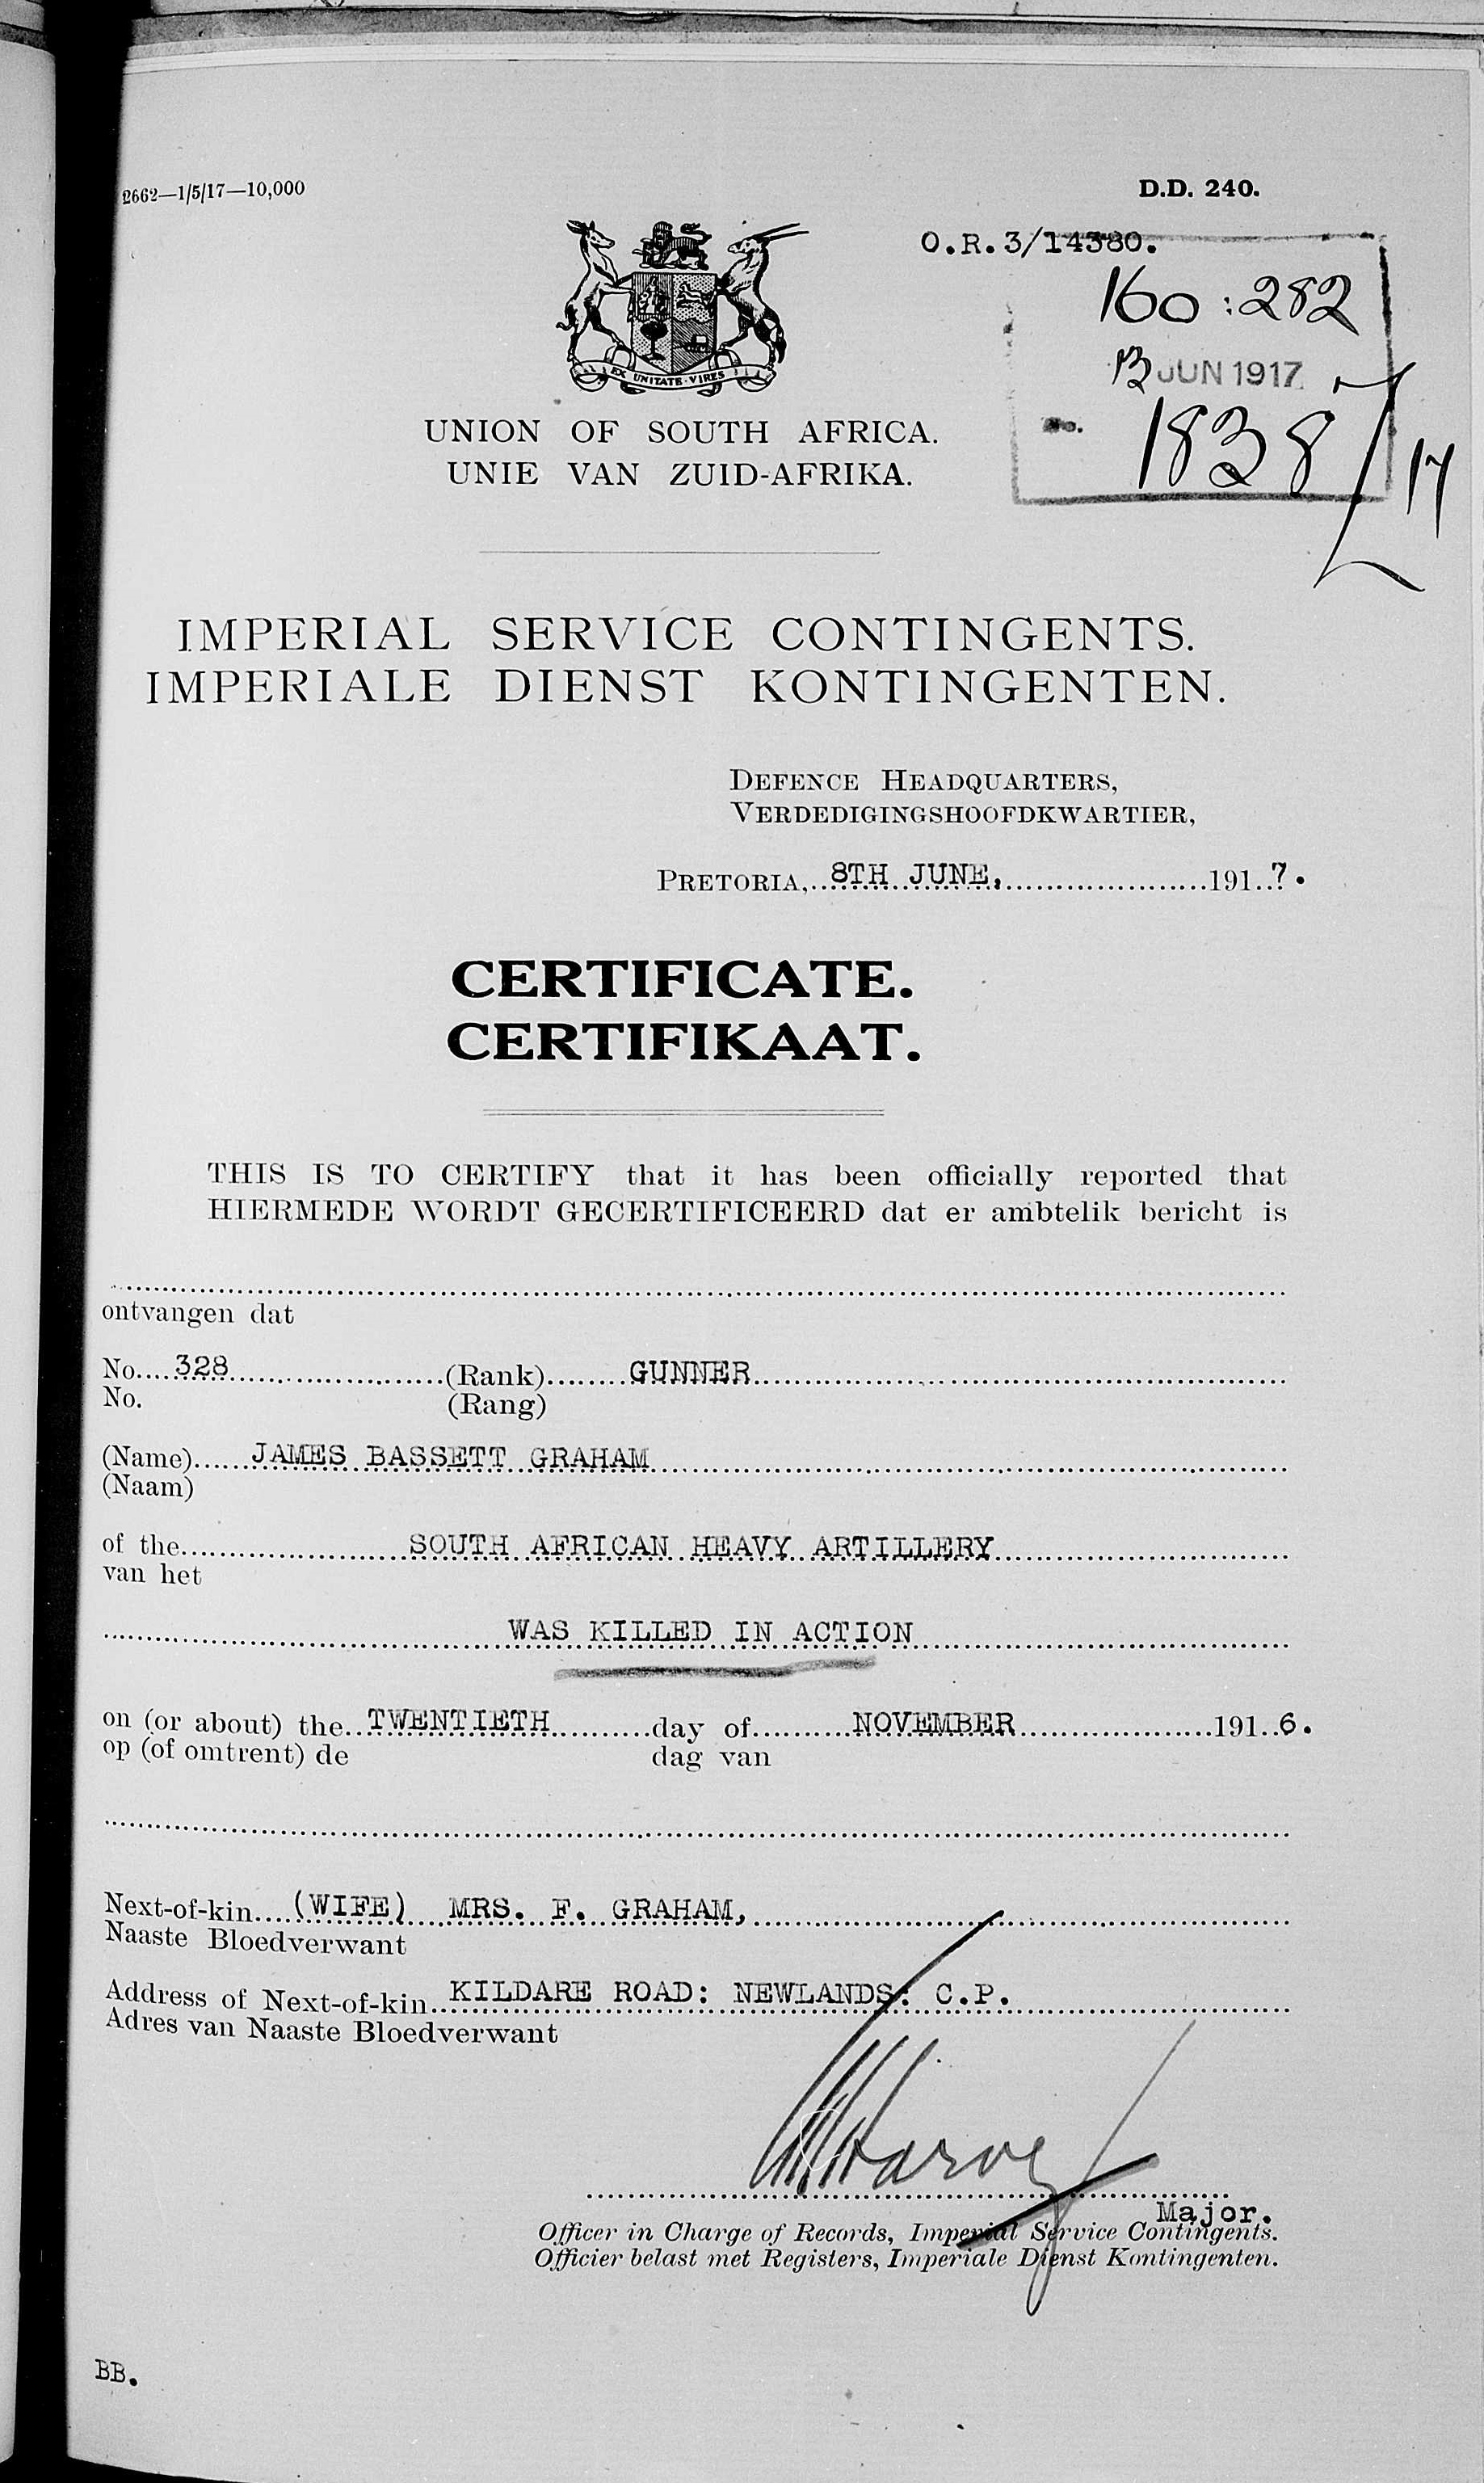 2662—1/5/17—10,000
D.D. 240.
O.R.3/14380.
160 : 282
13 JUN 1917
No. 1838/17
EX UNITATE VIRES
UNION OF SOUTH AFRICA.
UNIE VAN ZUID-AFRIKA.
IMPERIAL SERVICE CONTINGENTS.
IMPERIALE DIENST KONTINGENTEN.
DEFENCE HEADQUARTERS,
VERDEDIGINGSHOOFDKWARTIER,
PRETORIA, 8TH JUNE, 1917.
CERTIFICATE.
CERTIFIKAAT.
THIS IS TO CERTIFY that it has been officially reported that
HIERMEDE WORDT GECERTIFICEERD dat er ambtelik bericht is
ontvangen dat
No. 328 (Rank) GUNNER
No. (Rang)
(Name) JAMES BASSETT GRAHAM
(Naam)
of the SOUTH AFRICAN HEAVY ARTILLERY
van het
WAS KILLED IN ACTION
on (or about) the TWENTIETH day of NOVEMBER 1916.
op (of omtrent) de dag van
Next-of-kin (WIFE) MRS. F. GRAHAM,
Naaste Bloedverwant
Address of Next-of-kin KILDARE ROAD: NEWLANDS: C.P.
Adres van Naaste Bloedverwant
Harvey
Major.
Officer in Charge of Records, Imperial Service Contingents.
Officier belast met Registers, Imperiale Dienst Kontingenten.
BB.